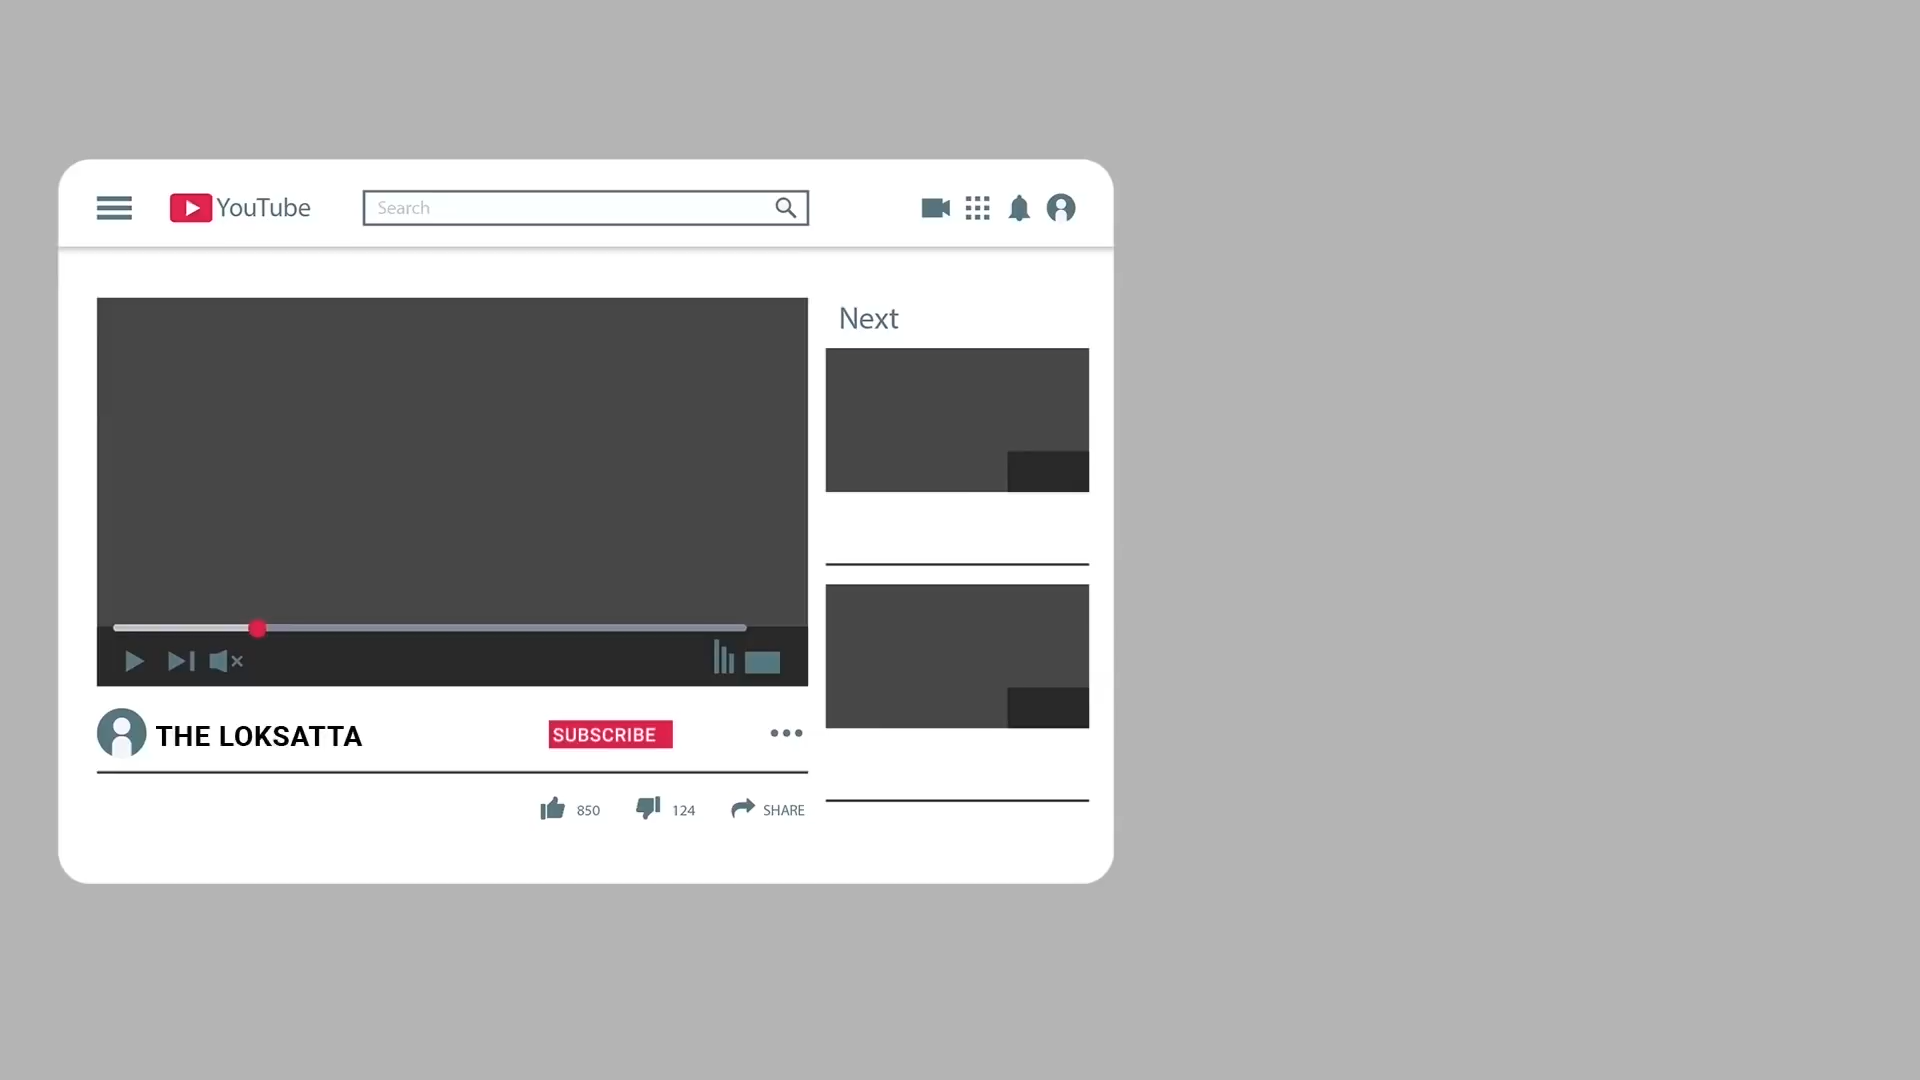 YouTube
Search
Next
THE LOKSATTA
SUBSCRIBE
850
124
SHARE